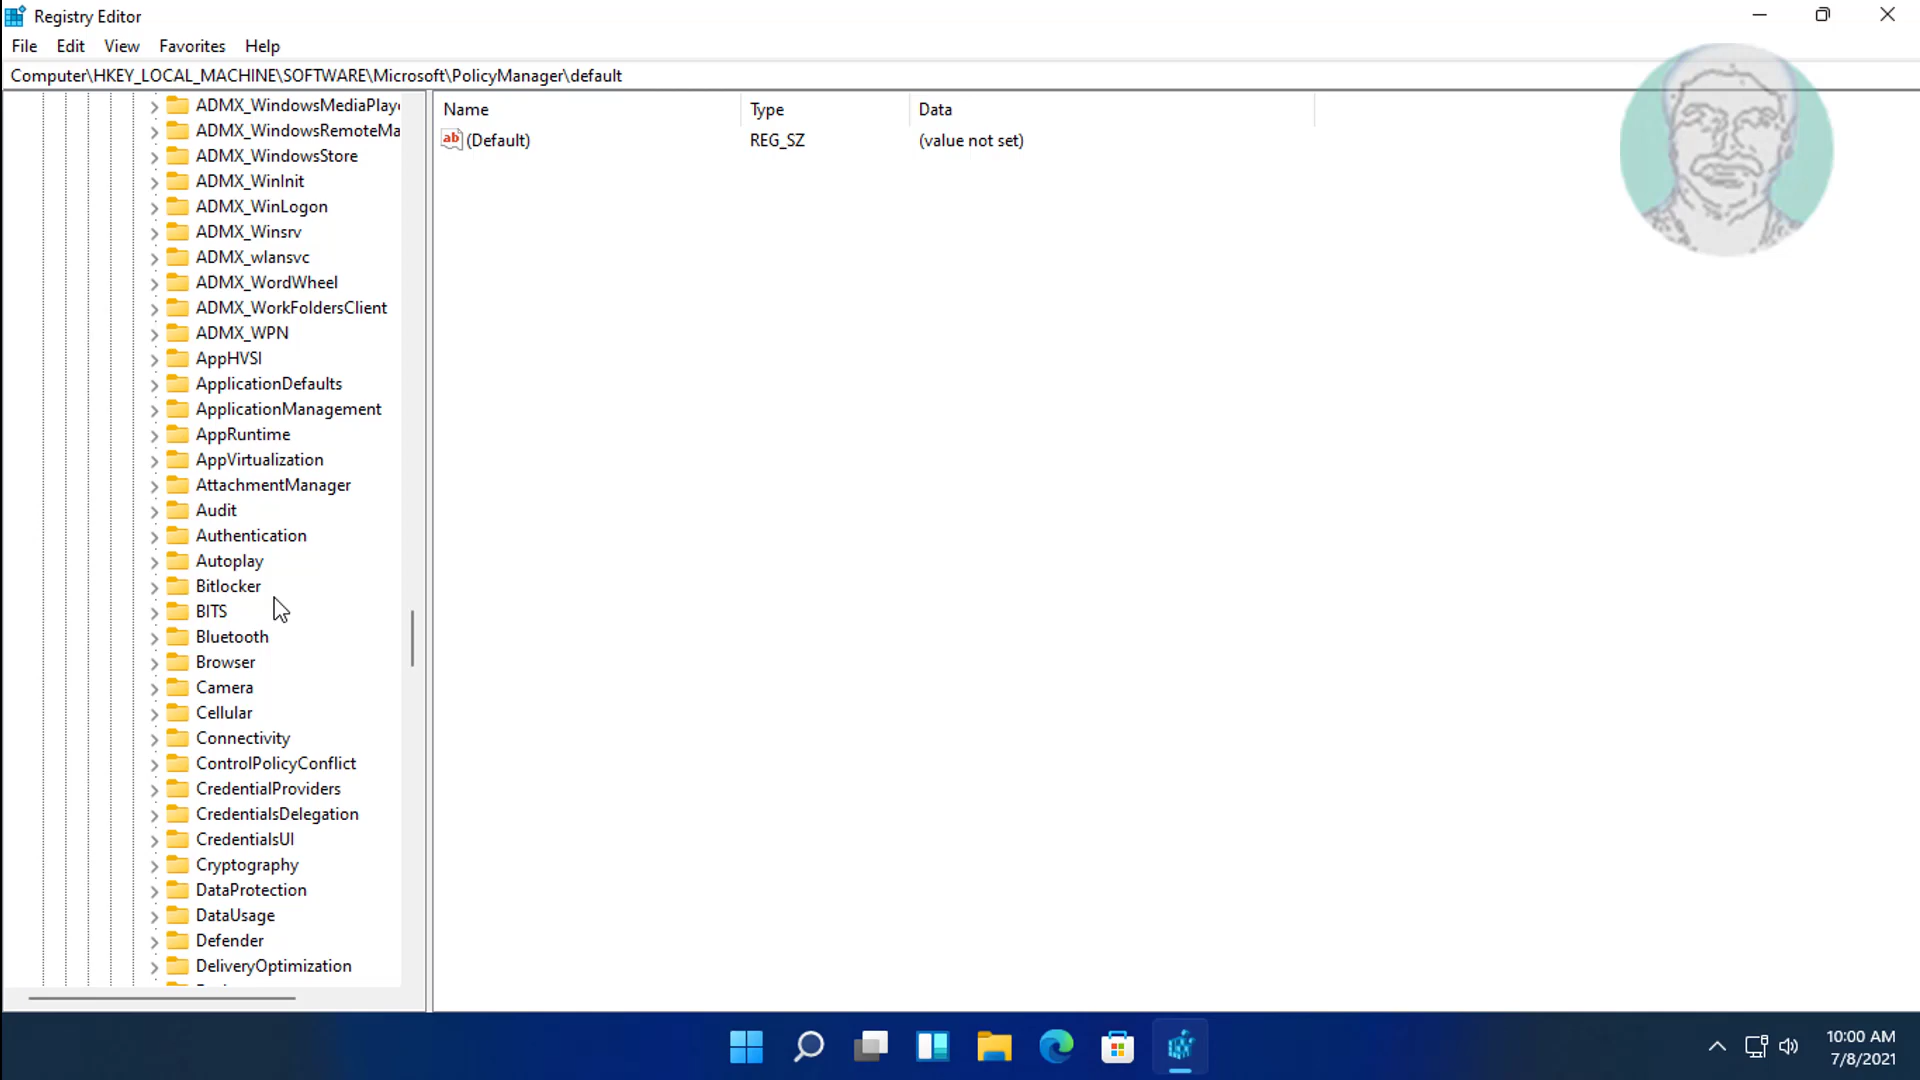 Registry Editor
File Edit View Favorites Help
Computer\HKEY_LOCAL_MACHINE\SOFTWARE\Microsoft\PolicyManager\default
ADMX_WindowsMediaPlaye
ADMX_WindowsRemoteMa
ADMX_WindowsStore
ADMX_WinInit
ADMX_WinLogon
ADMX_Winsrv
ADMX_wlansvc
ADMX_WordWheel
ADMX_WorkFoldersClient
ADMX_WPN
AppHVSI
ApplicationDefaults
ApplicationManagement
AppRuntime
AppVirtualization
AttachmentManager
Audit
Authentication
Autoplay
Bitlocker
BITS
Bluetooth
Browser
Camera
Cellular
Connectivity
ControlPolicyConflict
CredentialProviders
CredentialsDelegation
CredentialsUI
Cryptography
DataProtection
DataUsage
Defender
DeliveryOptimization
Name Type Data
ab (Default) REG_SZ (value not set)
10:00 AM
7/8/2021